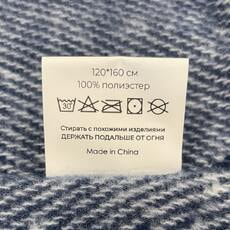 120*160 см
100% полиэстер
30°
Стирать с похожими изделиями
ДЕРЖАТЬ ПОДАЛЬШЕ ОТ ОГНЯ
Made in China